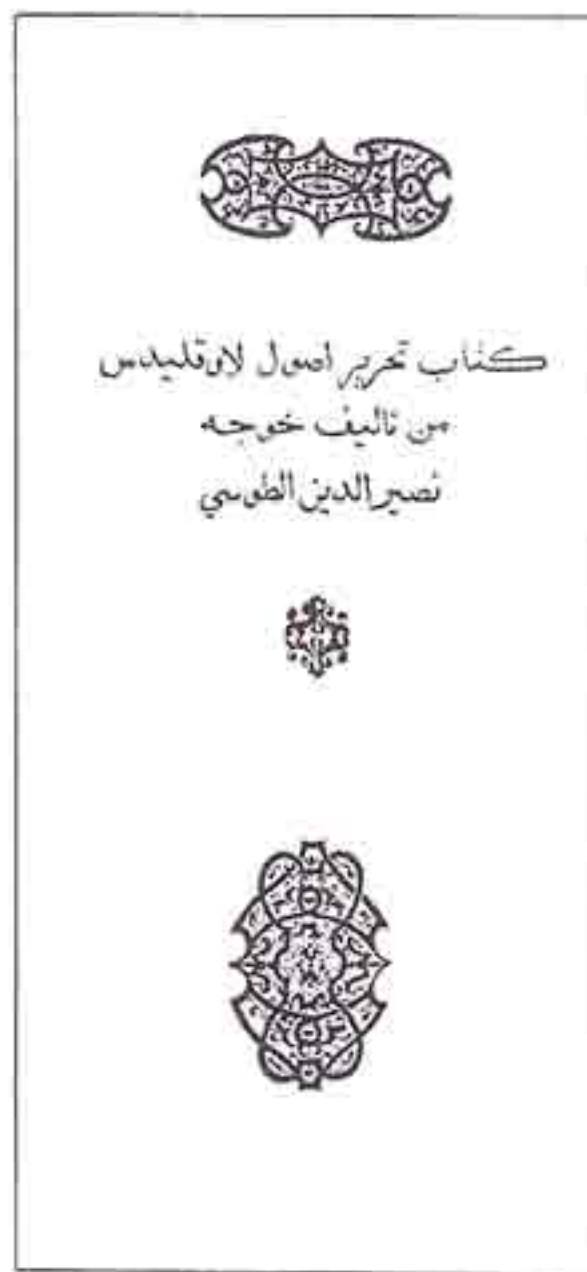 كتاب تحرير اصول لاوقليدس
من تاليف خوجه
نصير الدين الطوسي